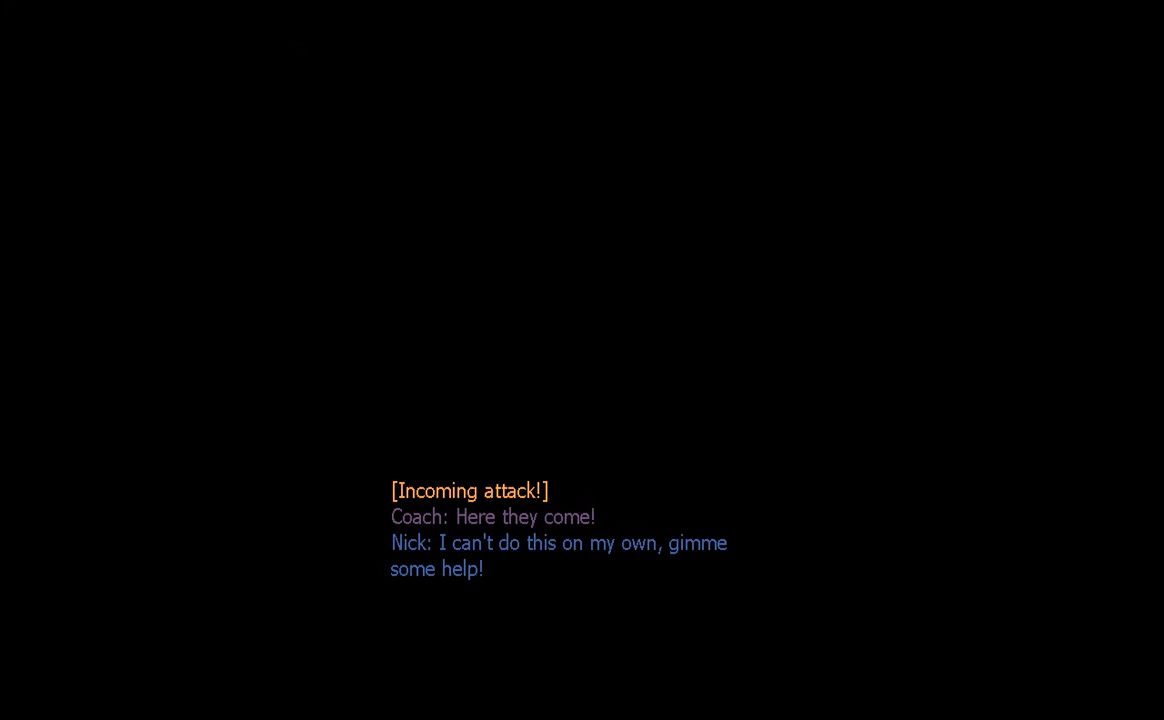 [Incoming attack!]
Coach: Here they come!
Nick: I can't do this on my own, gimme
some help!